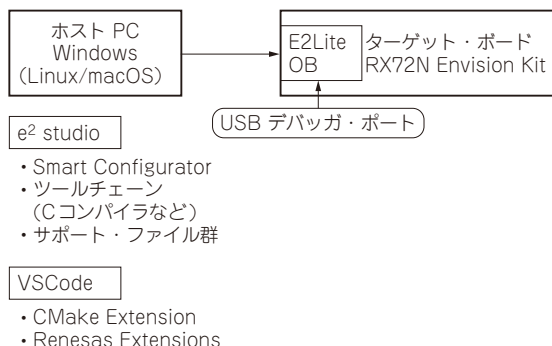 ホスト PC
Windows
(Linux/macOS)
E2Lite
OB
ターゲット・ボード
RX72N Envision Kit
USB デバッガ・ポート
e² studio
・Smart Configurator
・ツールチェーン
(Cコンパイラなど)
・サポート・ファイル群
VSCode
・CMake Extension
・Renesas Extensions